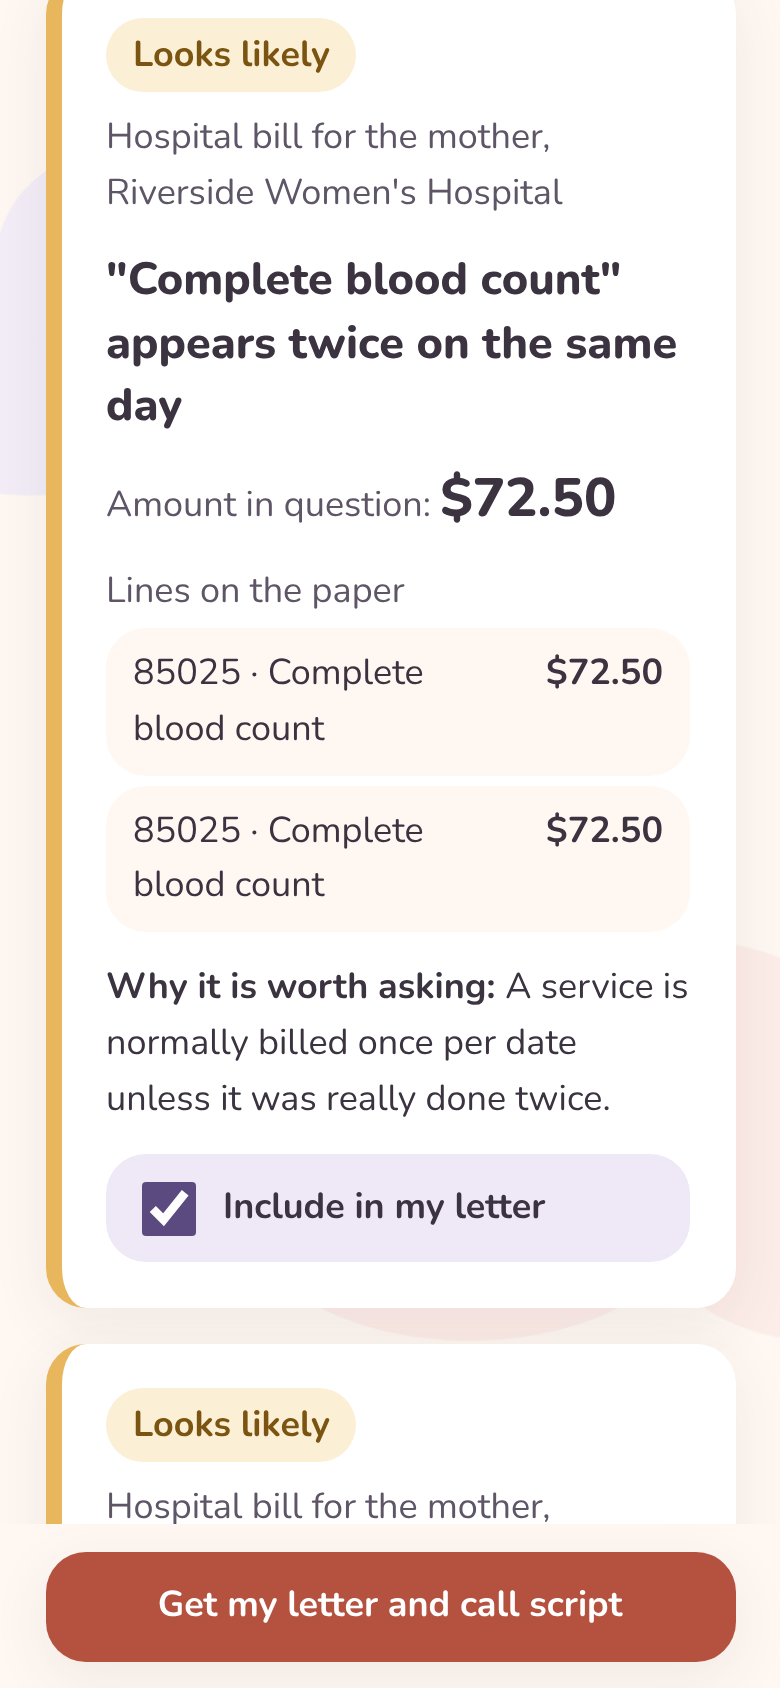 Looks likely
Hospital bill for the mother,
Riverside Women's Hospital
"Complete blood count"
appears twice on the same
day
Amount in question: $72.50
Lines on the paper
85025 · Complete $72.50
blood count
85025 · Complete $72.50
blood count
Why it is worth asking: A service is
normally billed once per date
unless it was really done twice.
Include in my letter
Looks likely
Hospital bill for the mother,
Get my letter and call script